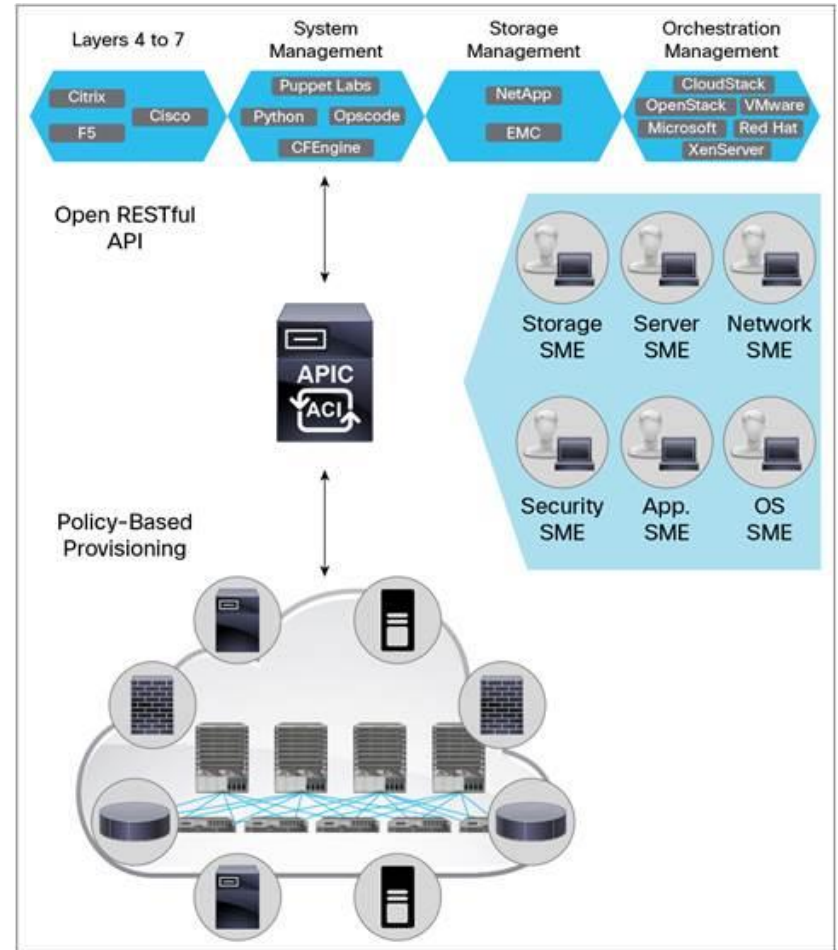 Layers 4 to 7
System
Management
Storage
Management
Orchestration
Management
Citrix
Cisco
F5
Puppet Labs
Python
Opscode
CFEngine
NetApp
EMC
CloudStack
OpenStack
VMware
Microsoft
Red Hat
XenServer
Open RESTful
API
Storage
SME
Server
SME
Network
SME
APIC
ACI
Security
SME
App.
SME
OS
SME
Policy-Based
Provisioning